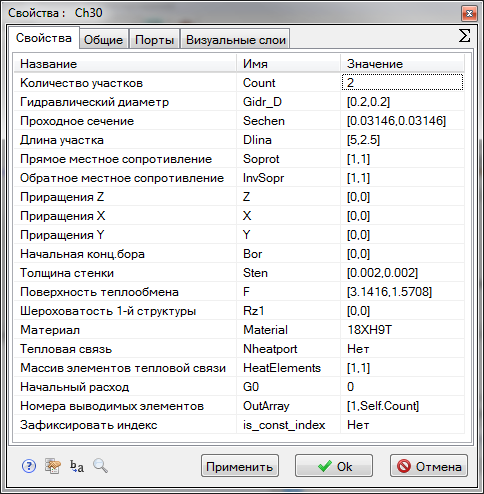 Свойства :   Ch30
Свойства Общие Порты Визуальные слои Σ
Название Имя Значение
Количество участков Count 2
Гидравлический диаметр Gidr_D [0.2,0.2]
Проходное сечение Sechen [0.03146,0.03146]
Длина участка Dlina [5,2.5]
Прямое местное сопротивление Soprot [1,1]
Обратное местное сопротивление InvSopr [1,1]
Приращения Z Z [0,0]
Приращения X X [0,0]
Приращения Y Y [0,0]
Начальная конц.бора Bor [0,0]
Толщина стенки Sten [0.002,0.002]
Поверхность теплообмена F [3.1416,1.5708]
Шероховатость 1-й структуры Rz1 [0,0]
Материал Material 18XH9T
Тепловая связь Nheatport Нет
Массив элементов тепловой связи HeatElements [1,1]
Начальный расход G0 0
Номера выводимых элементов OutArray [1,Self.Count]
Зафиксировать индекс is_const_index Нет
Применить Ok Отмена